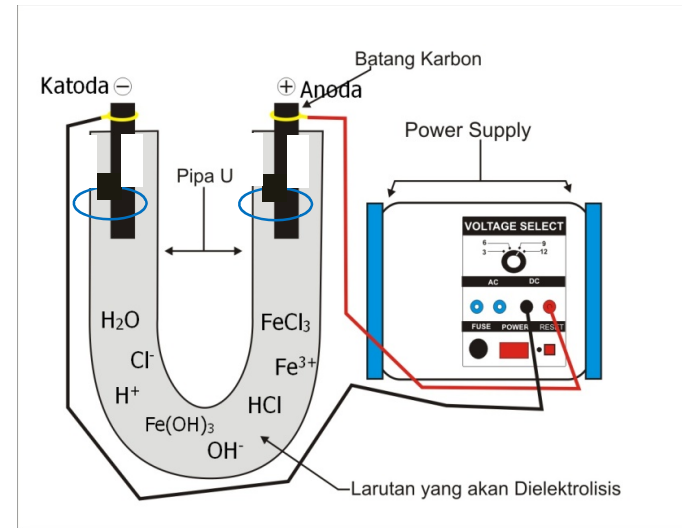 Batang Karbon
Katoda ⊖
⊕ Anoda
Power Supply
Pipa U
VOLTAGE SELECT
6 9
3 12
AC DC
FUSE POWER RESET
H₂O
FeCl₃
Cl⁻
Fe³⁺
H⁺
HCl
Fe(OH)₃
OH⁻
Larutan yang akan Dielektrolisis